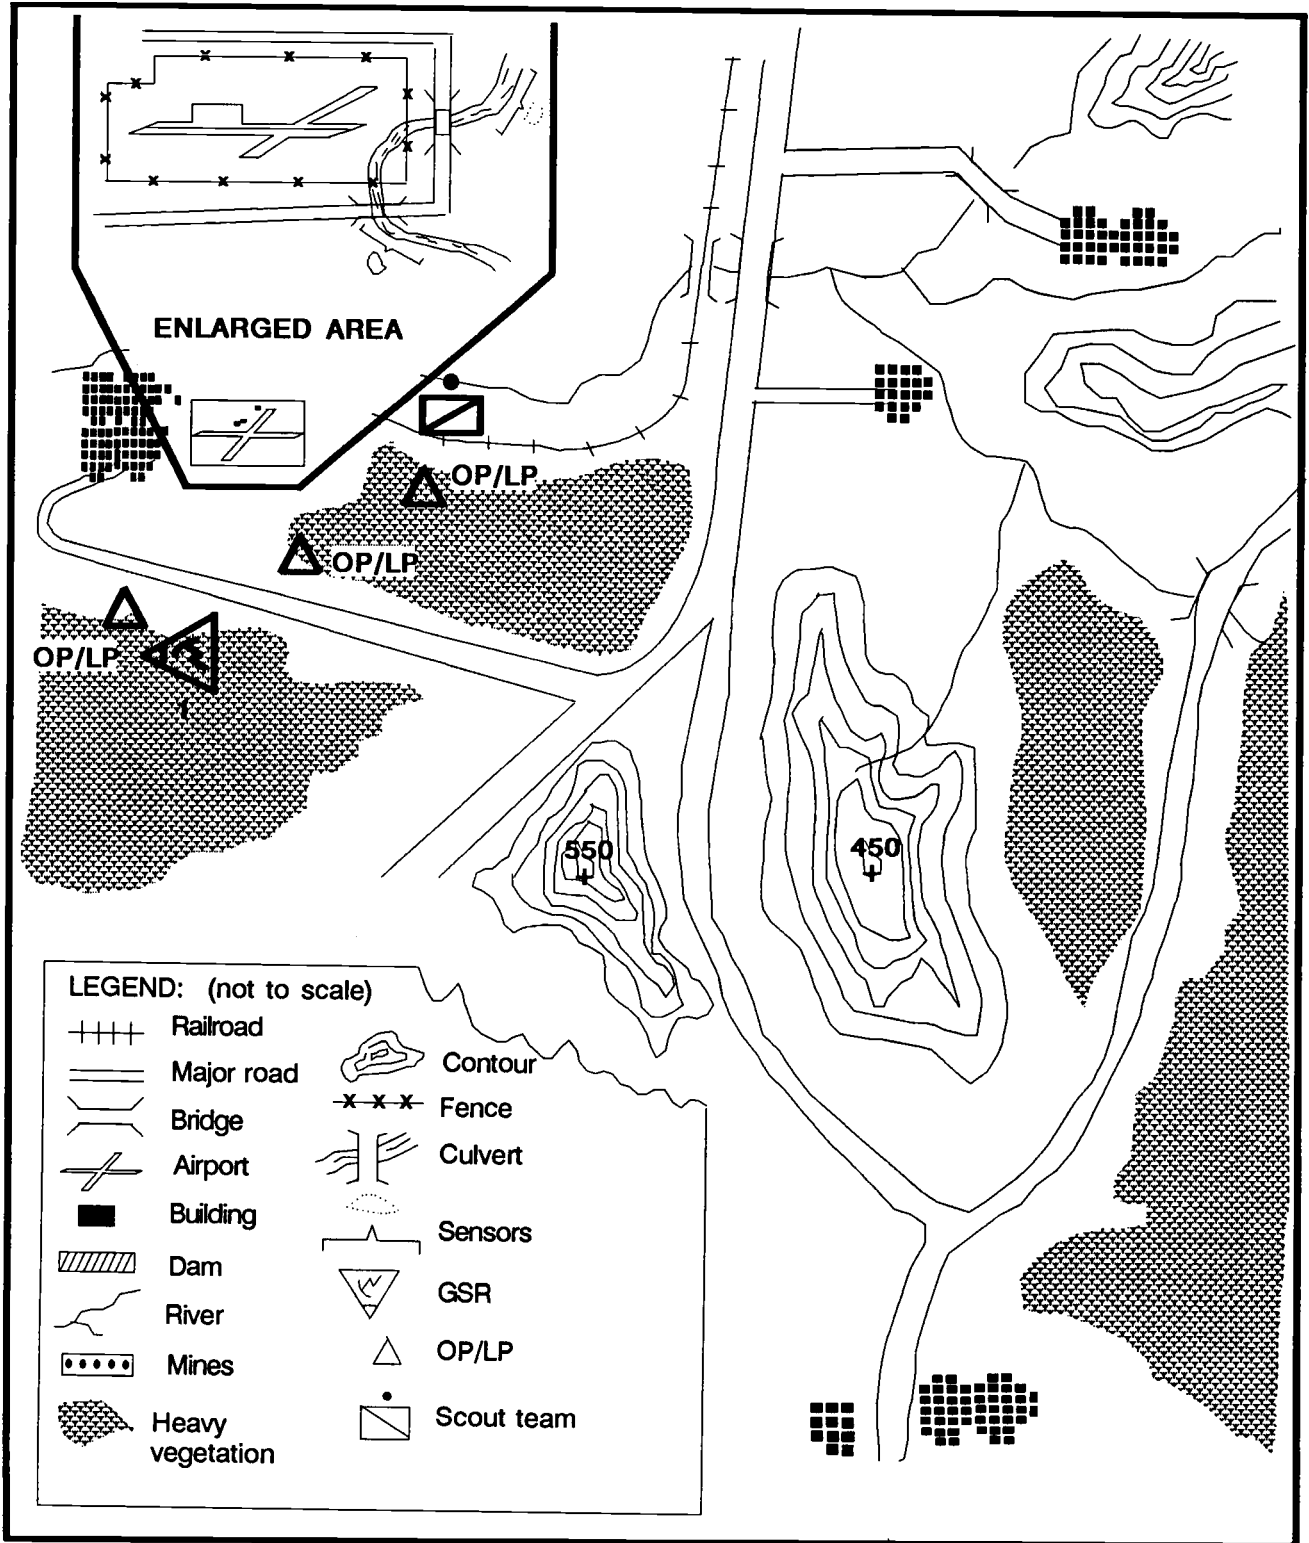 ENLARGED AREA
OP/LP
OP/LP
OP/LP
1
550
450
LEGEND: (not to scale)
Railroad
Major road
Bridge
Airport
Building
Dam
River
Mines
Heavy
vegetation
Contour
Fence
Culvert
Sensors
GSR
OP/LP
Scout team